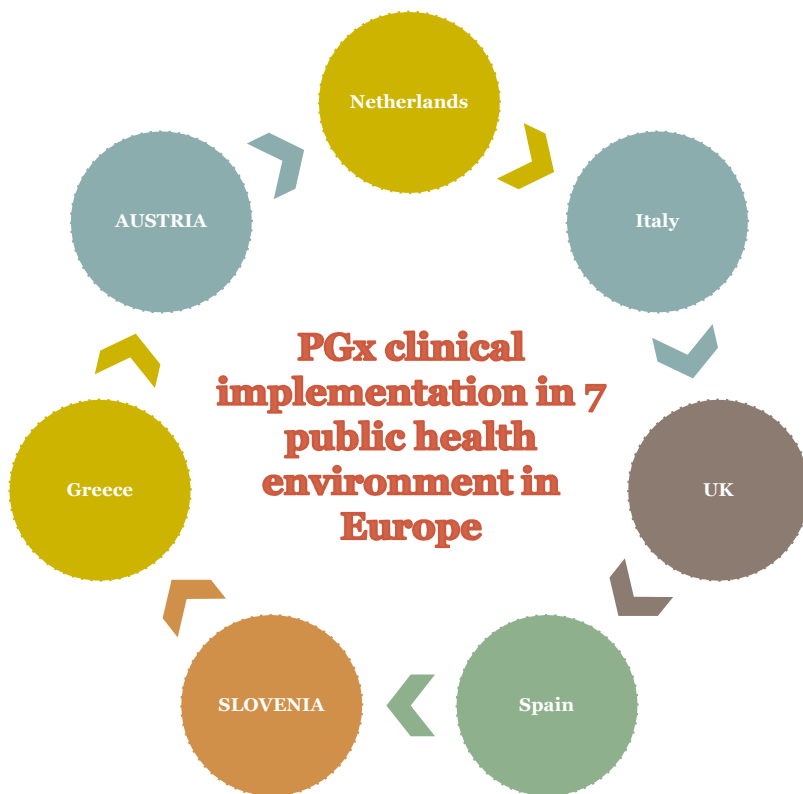 Netherlands
AUSTRIA
Italy
PGx clinical
implementation in 7
public health
environment in
Europe
Greece
UK
SLOVENIA
Spain